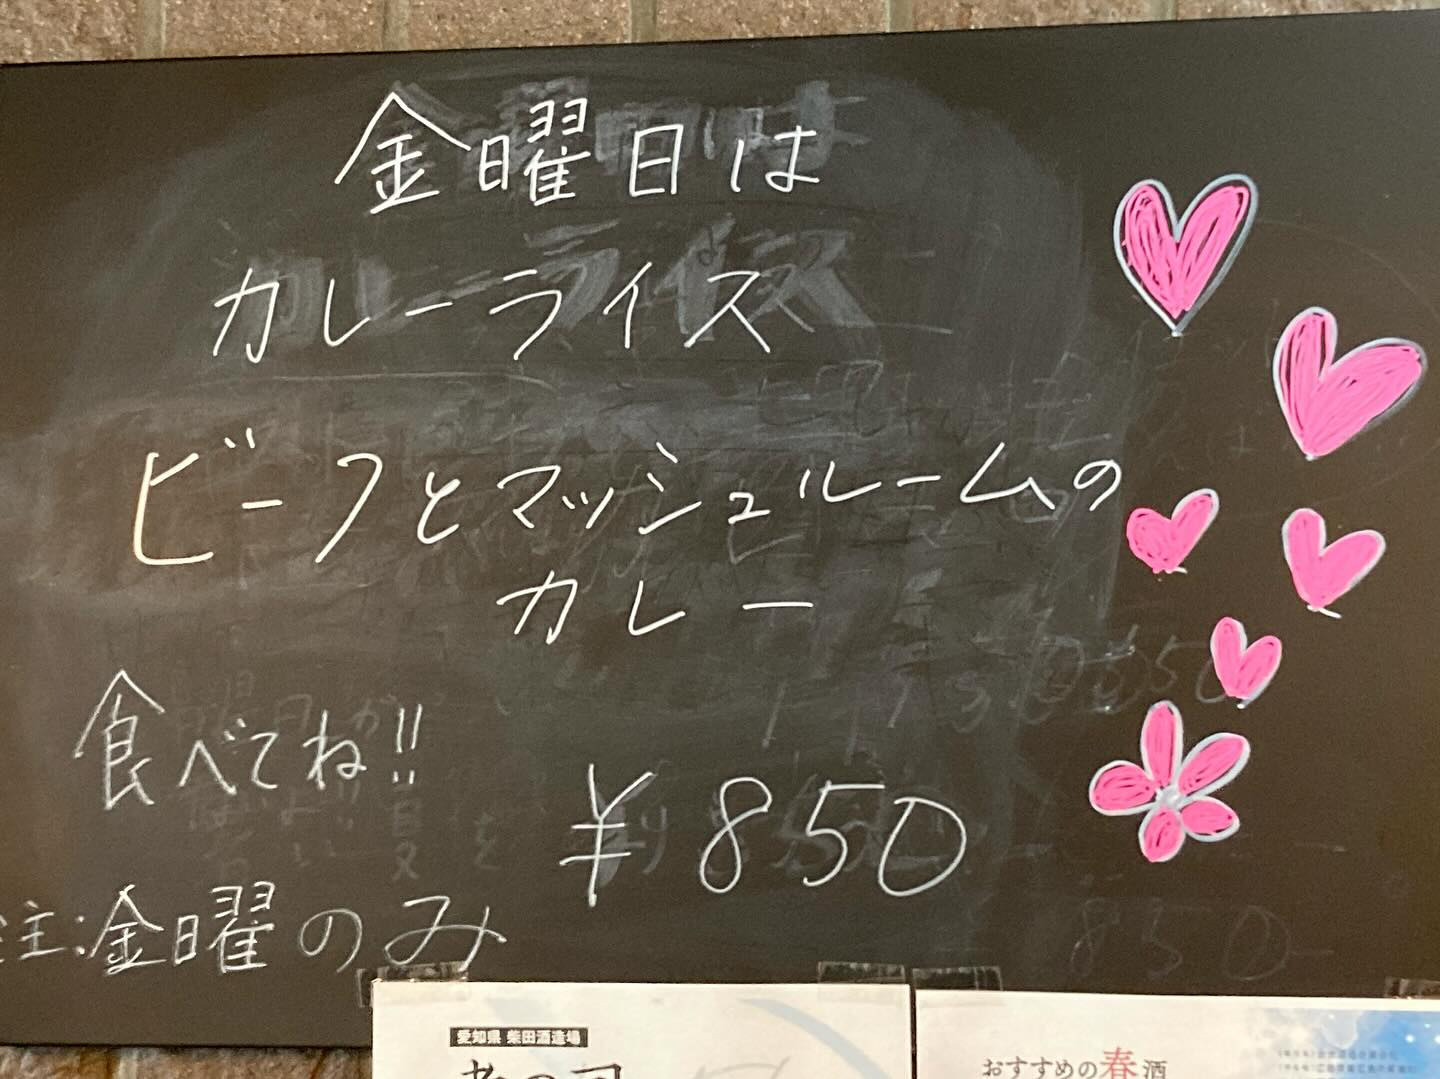 金曜日は
カレーライス
ビーフとマッシュルームの
カレー
食べてね!!
¥850
注:金曜のみ
愛知県 柴田酒造場
おすすめの春酒